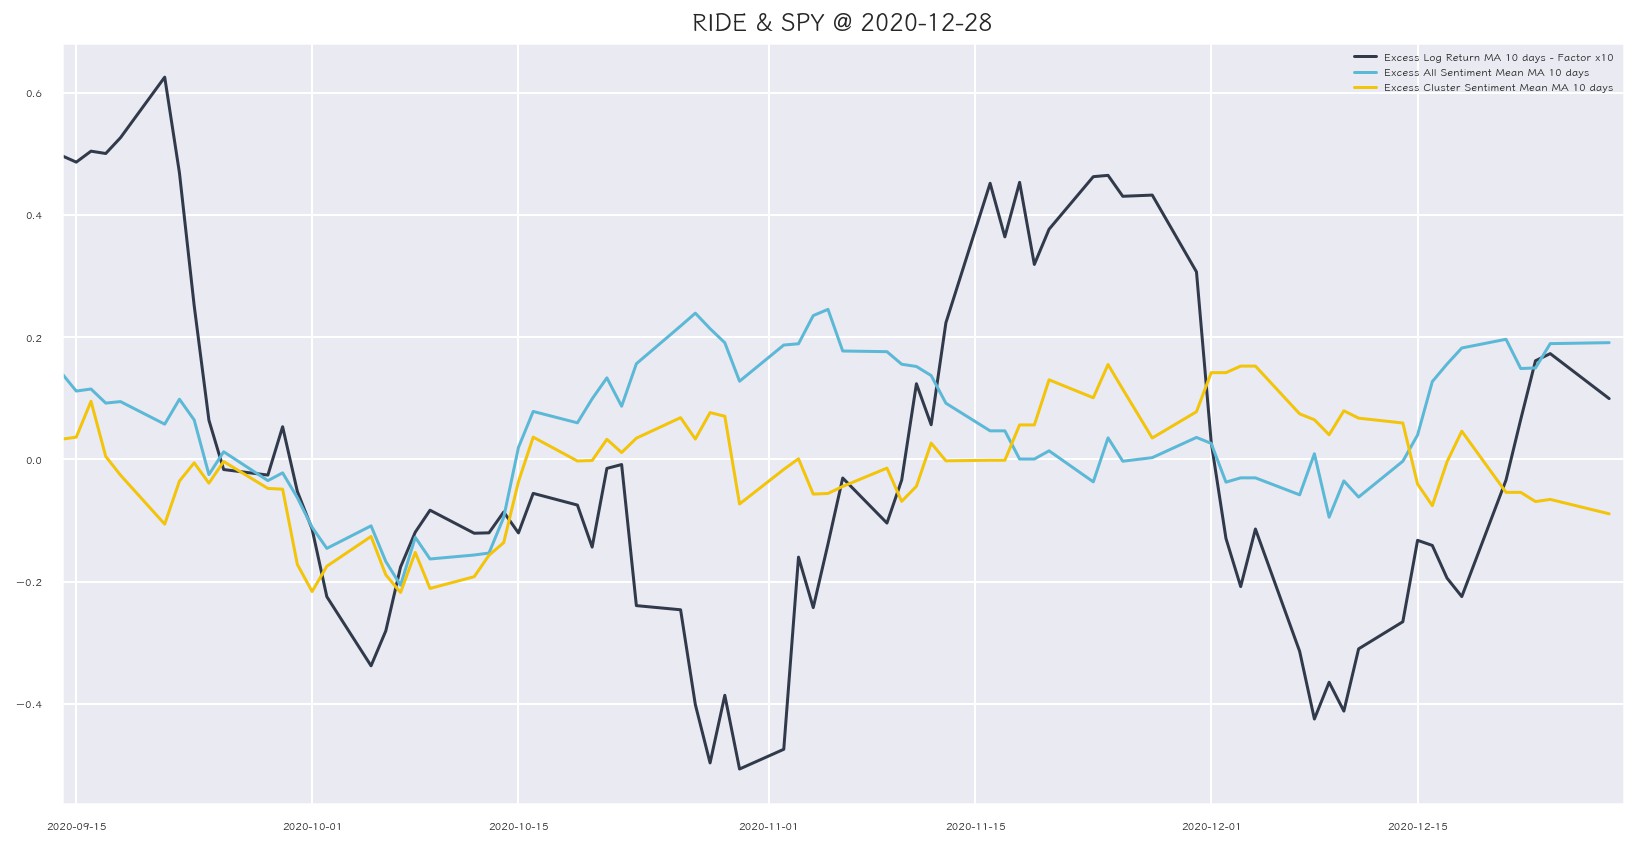 RIDE & SPY @ 2020-12-28
Excess Log Return MA 10 days - Factor x10
Excess All Sentiment Mean MA 10 days
Excess Cluster Sentiment Mean MA 10 days
0.6
0.4
0.2
0.0
−0.2
−0.4
2020-09-15 2020-10-01 2020-10-15 2020-11-01 2020-11-15 2020-12-01 2020-12-15